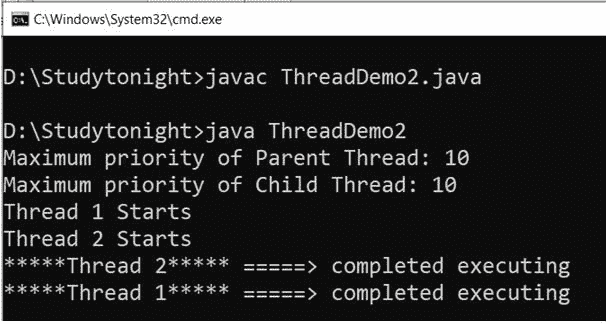 C:\Windows\System32\cmd.exe
D:\Studytonight>javac ThreadDemo2.java
D:\Studytonight>java ThreadDemo2
Maximum priority of Parent Thread: 10
Maximum priority of Child Thread: 10
Thread 1 Starts
Thread 2 Starts
*****Thread 2***** =====> completed executing
*****Thread 1***** =====> completed executing